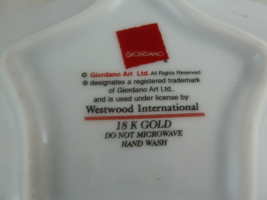 GIORDANO
® Giordano Art Ltd. All Rights Reserved.
® designates a registered trademark
of Giordano Art Ltd.,
and is used under license by:
Westwood International
18 K GOLD
DO NOT MICROWAVE
HAND WASH